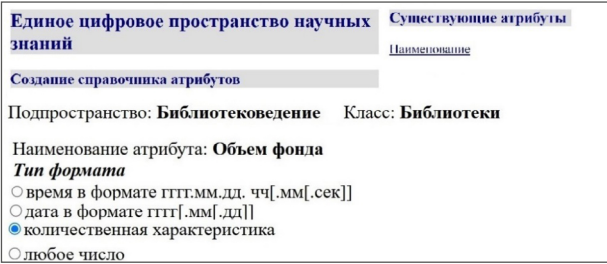 Единое цифровое пространство научных
знаний
Существующие атрибуты
Наименование
Создание справочника атрибутов
Подпространство: Библиотековедение Класс: Библиотеки
Наименование атрибута: Объем фонда
Тип формата
время в формате гггг.мм.дд. чч[.мм[.сек]]
дата в формате гггг[.мм[.дд]]
количественная характеристика
любое число